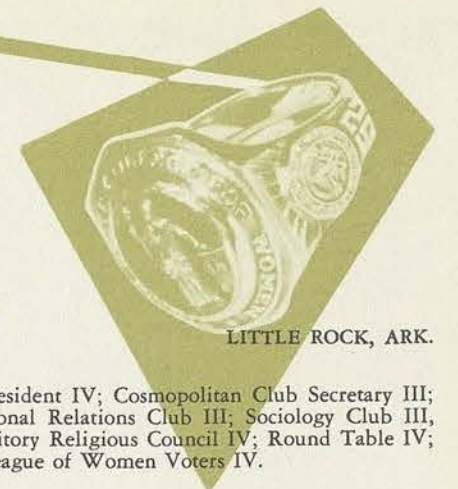 WOMEN
LITTLE ROCK, ARK.
esident IV; Cosmopolitan Club Secretary III;
onal Relations Club III; Sociology Club III,
itory Religious Council IV; Round Table IV;
eague of Women Voters IV.